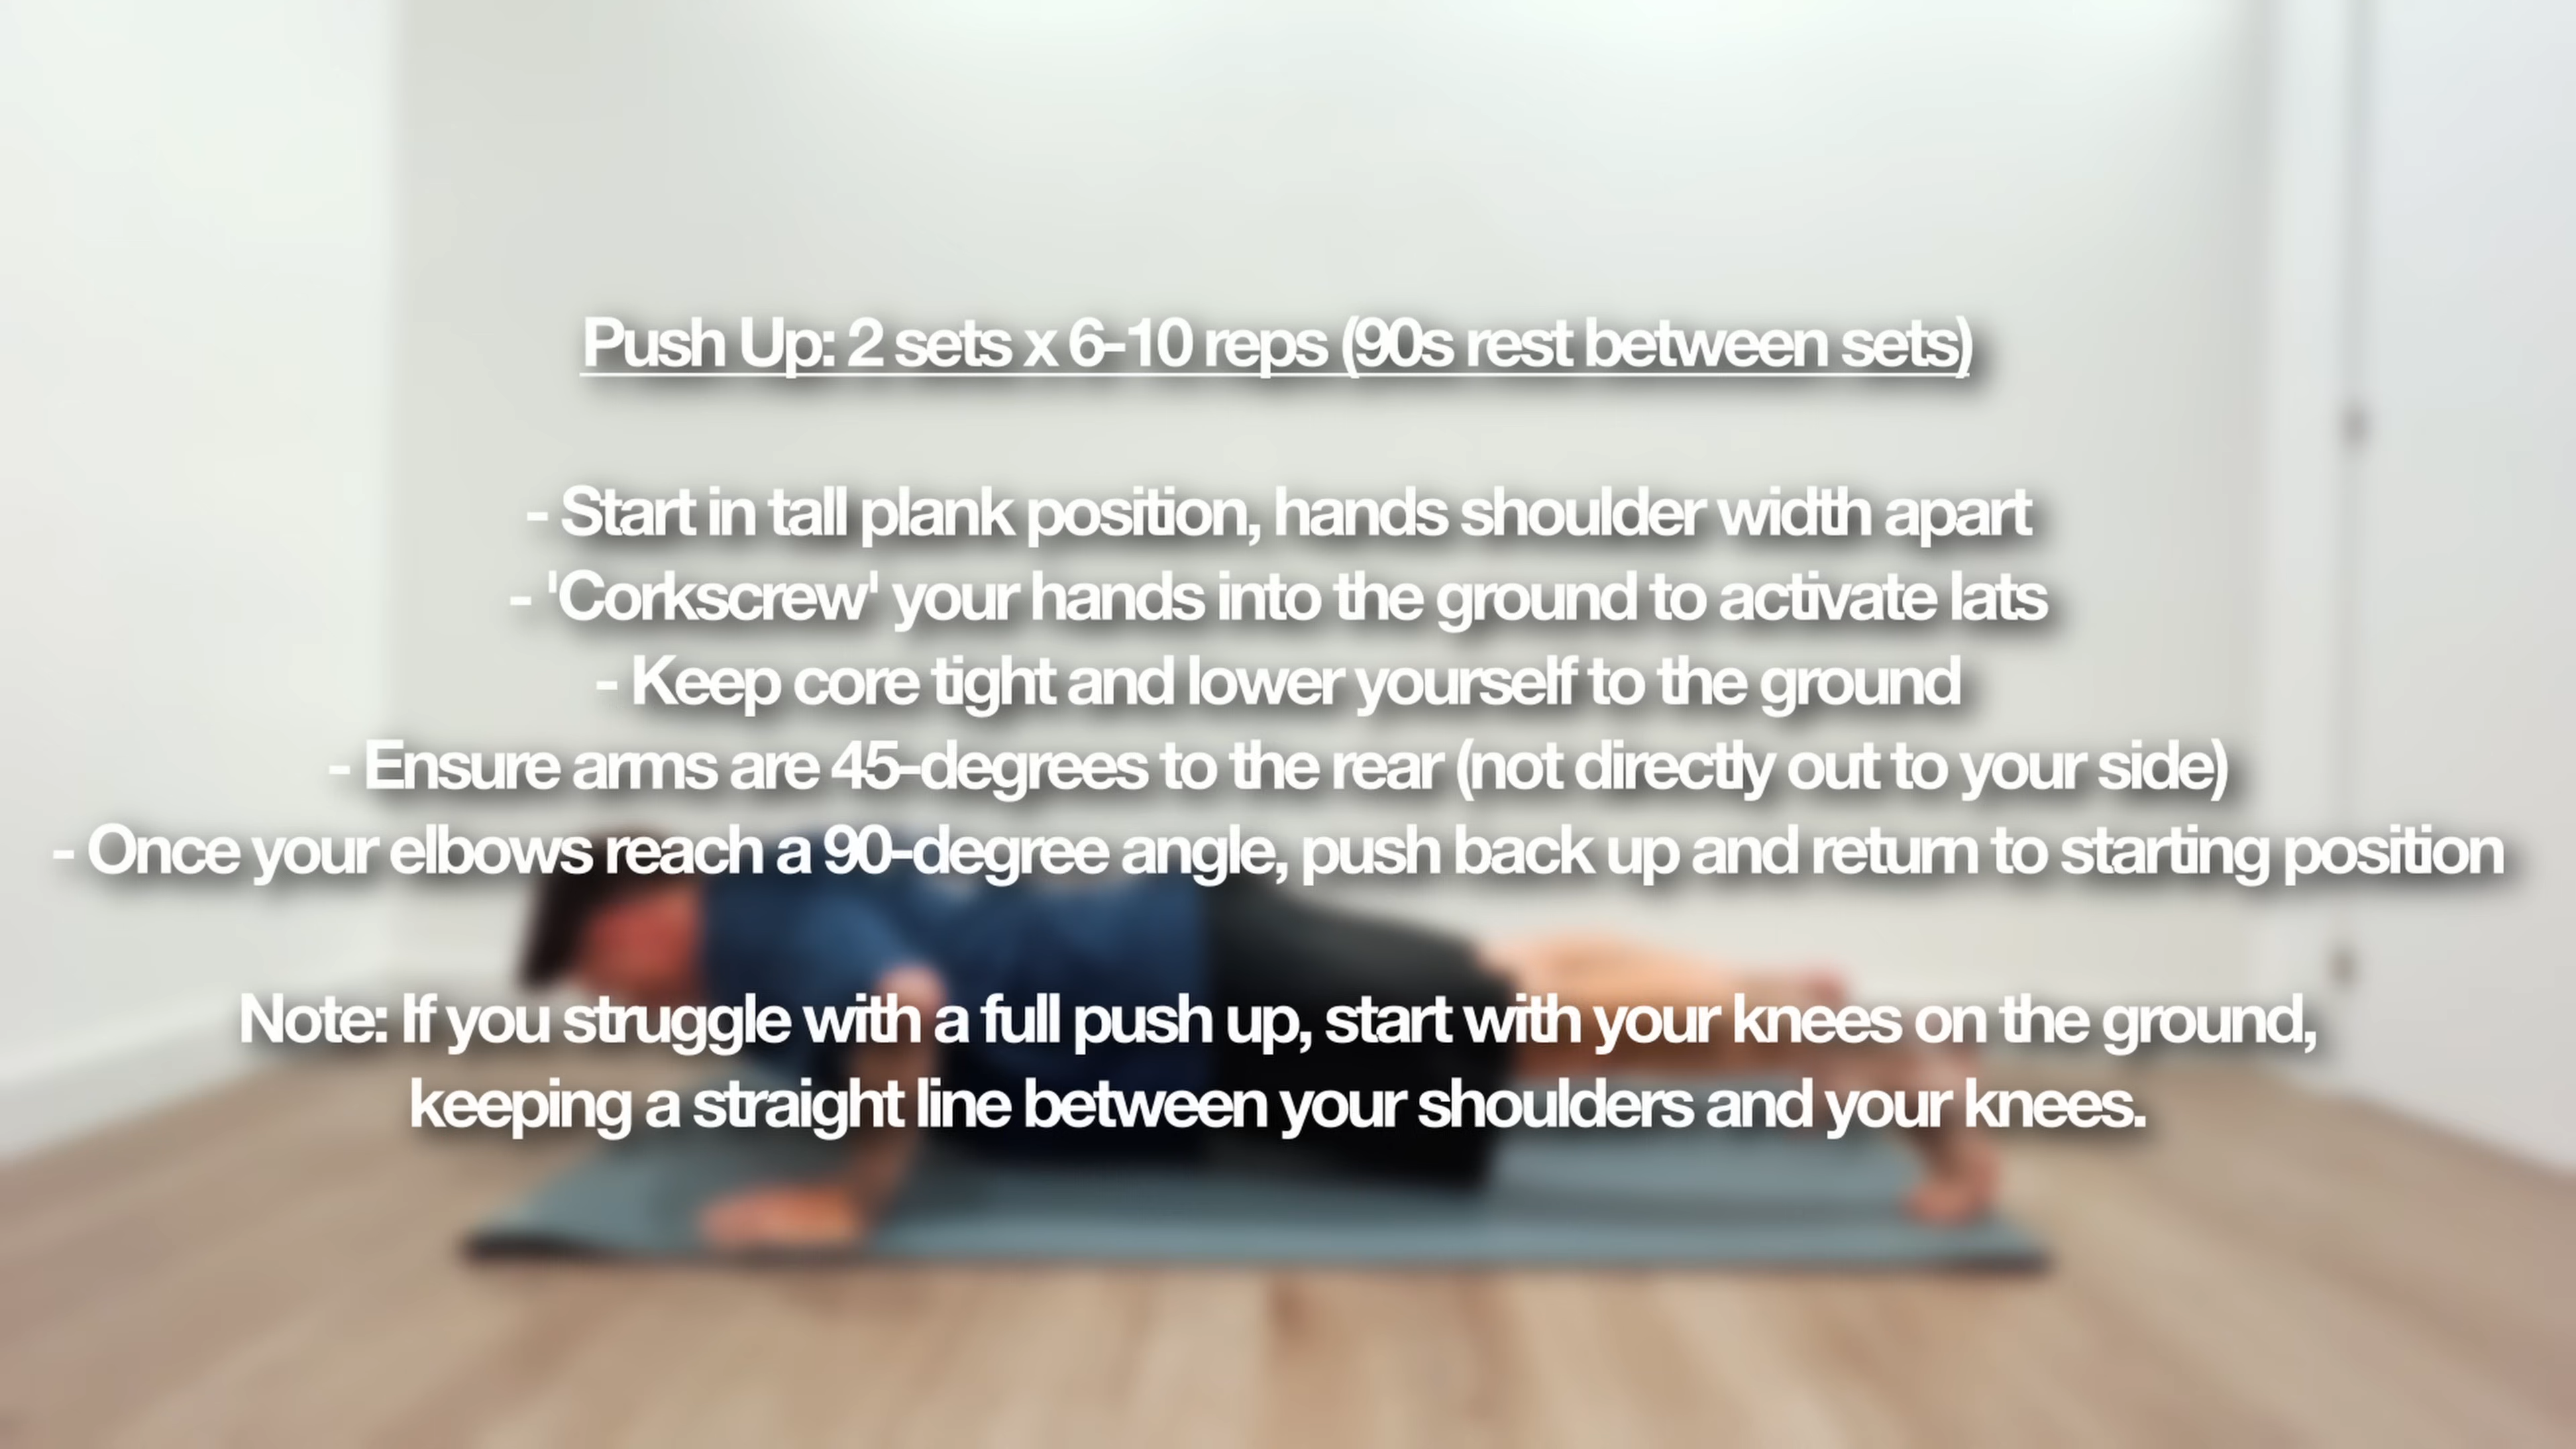 Push Up: 2 sets x 6-10 reps (90s rest between sets)
- Start in tall plank position, hands shoulder width apart
- 'Corkscrew' your hands into the ground to activate lats
- Keep core tight and lower yourself to the ground
- Ensure arms are 45-degrees to the rear (not directly out to your side)
- Once your elbows reach a 90-degree angle, push back up and return to starting position
Note: If you struggle with a full push up, start with your knees on the ground,
keeping a straight line between your shoulders and your knees.